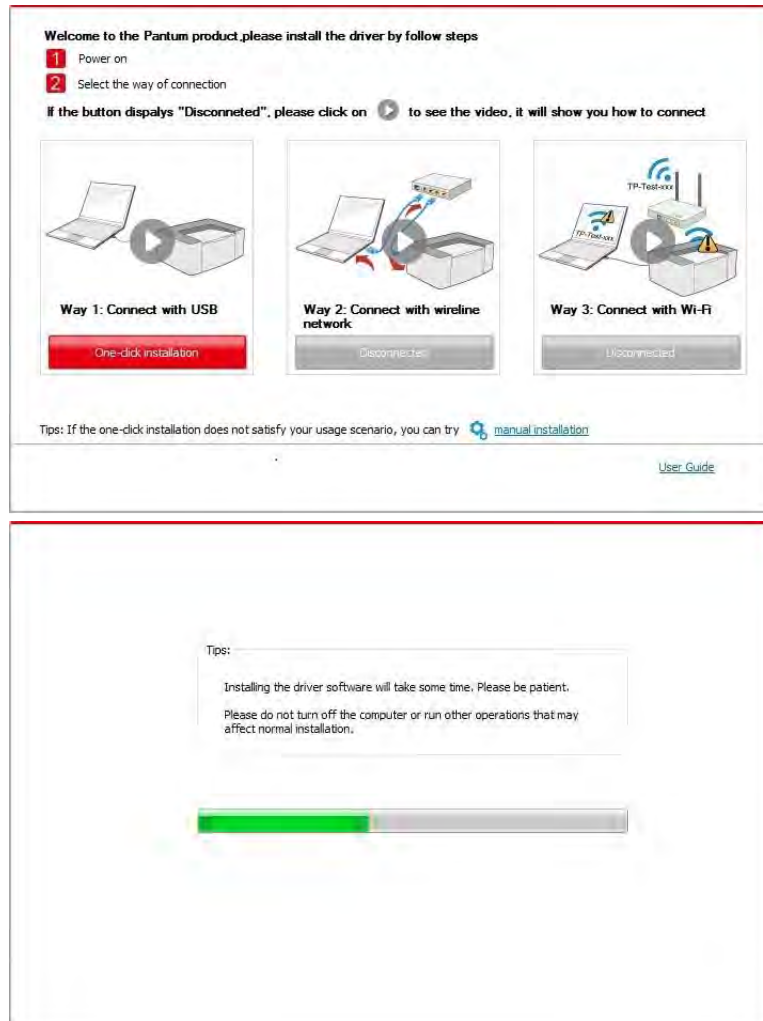 Welcome to the Pantum product,please install the driver by follow steps
1 Power on
2 Select the way of connection
If the button dispalys "Disconneted", please click on to see the video, it will show you how to connect
TP-Test-xxx
TP-Test-xxx
Way 1: Connect with USB
Way 2: Connect with wireline
network
Way 3: Connect with Wi-Fi
One-click installation
Disconnected
Disconnected
Tips: If the one-click installation does not satisfy your usage scenario, you can try manual installation
User Guide
Tips:
Installing the driver software will take some time. Please be patient.
Please do not turn off the computer or run other operations that may
affect normal installation.